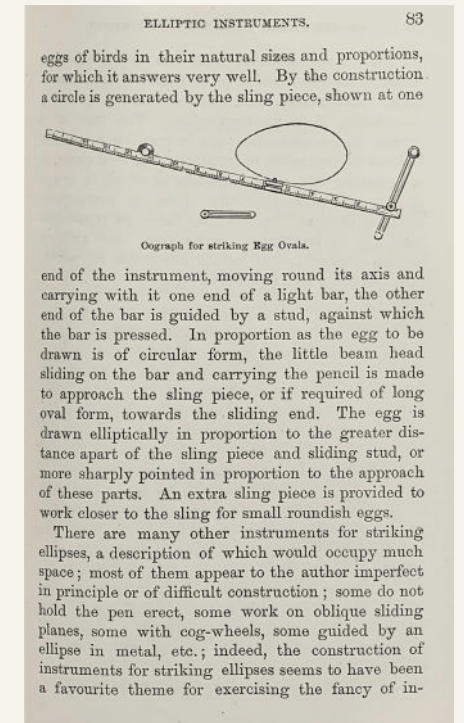 ELLIPTIC INSTRUMENTS. 83
eggs of birds in their natural sizes and proportions,
for which it answers very well. By the construction
a circle is generated by the sling piece, shown at one
Oograph for striking Egg Ovals.
end of the instrument, moving round its axis and
carrying with it one end of a light bar, the other
end of the bar is guided by a stud, against which
the bar is pressed. In proportion as the egg to be
drawn is of circular form, the little beam head
sliding on the bar and carrying the pencil is made
to approach the sling piece, or if required of long
oval form, towards the sliding end. The egg is
drawn elliptically in proportion to the greater dis-
tance apart of the sling piece and sliding stud, or
more sharply pointed in proportion to the approach
of these parts. An extra sling piece is provided to
work closer to the sling for small roundish eggs.
There are many other instruments for striking
ellipses, a description of which would occupy much
space; most of them appear to the author imperfect
in principle or of difficult construction; some do not
hold the pen erect, some work on oblique sliding
planes, some with cog-wheels, some guided by an
ellipse in metal, etc.; indeed, the construction of
instruments for striking ellipses seems to have been
a favourite theme for exercising the fancy of in-